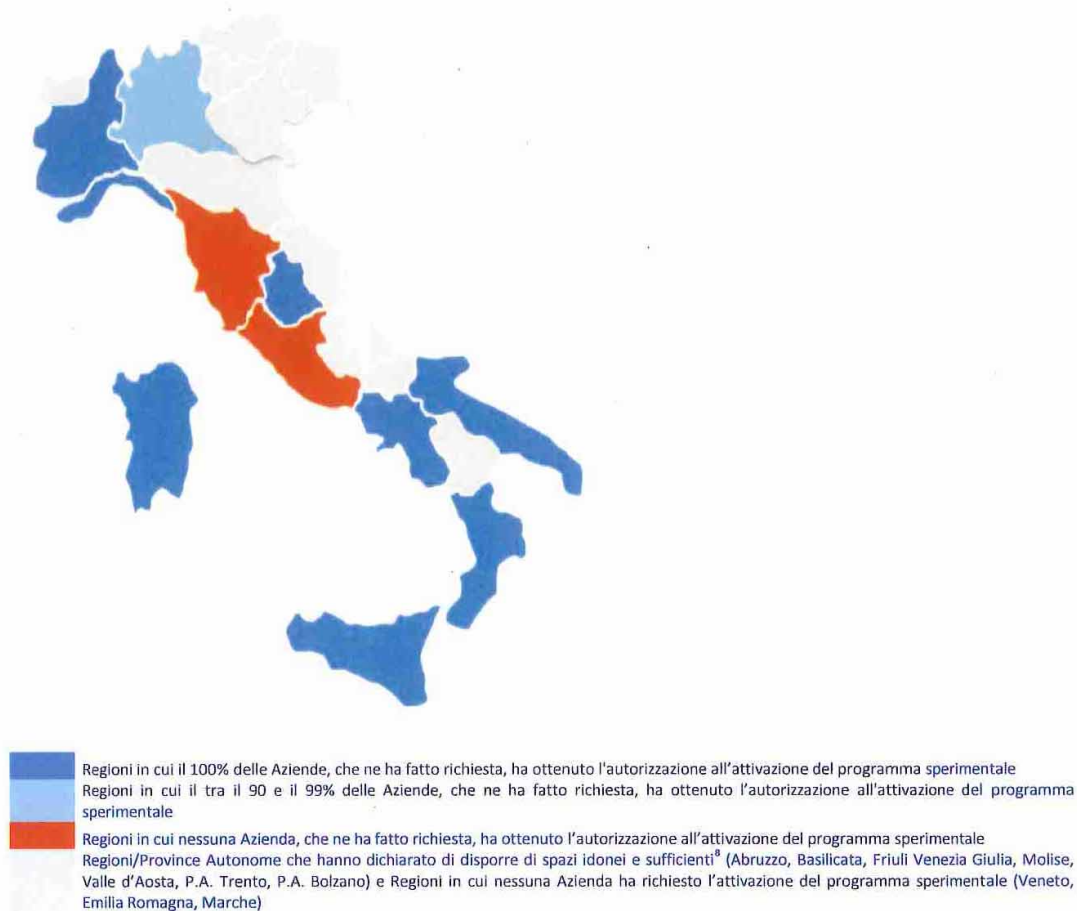 Regioni in cui il 100% delle Aziende, che ne ha fatto richiesta, ha ottenuto l'autorizzazione all'attivazione del programma sperimentale
Regioni in cui il tra il 90 e il 99% delle Aziende, che ne ha fatto richiesta, ha ottenuto l'autorizzazione all'attivazione del programma
sperimentale
Regioni in cui nessuna Azienda, che ne ha fatto richiesta, ha ottenuto l'autorizzazione all'attivazione del programma sperimentale
Regioni/Province Autonome che hanno dichiarato di disporre di spazi idonei e sufficienti⁸ (Abruzzo, Basilicata, Friuli Venezia Giulia, Molise,
Valle d'Aosta, P.A. Trento, P.A. Bolzano) e Regioni in cui nessuna Azienda ha richiesto l'attivazione del programma sperimentale (Veneto,
Emilia Romagna, Marche)